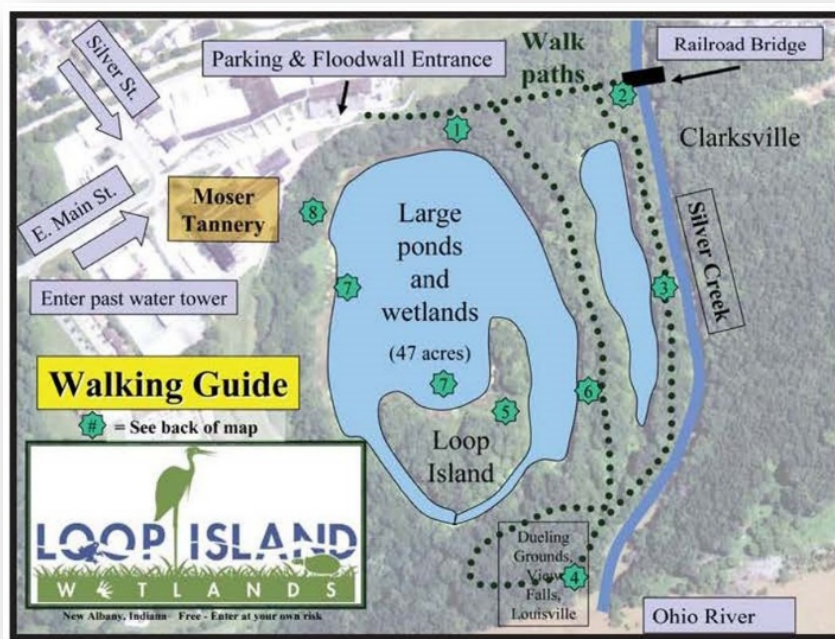 Silver St.
Parking & Floodwall Entrance
Walk
paths
Railroad Bridge
2
1
Clarksville
E. Main St.
Moser
Tannery
8
Large
ponds
and
wetlands
(47 acres)
7
3
Silver Creek
Enter past water tower
7
6
5
Walking Guide
# = See back of map
Loop
Island
LOOP ISLAND
WETLANDS
New Albany, Indiana Free - Enter at your own risk
Dueling
Grounds,
View
Falls,
Louisville
4
Ohio River